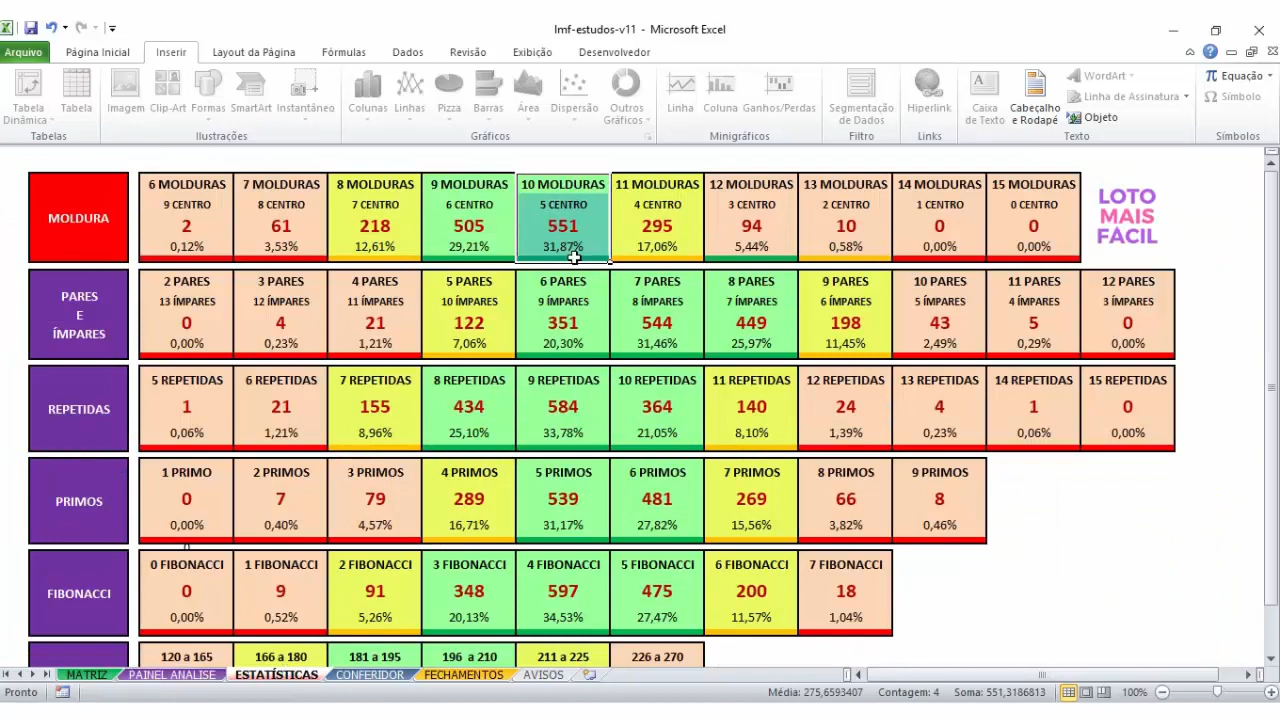 lmf-estudos-v11 - Microsoft Excel
Arquivo Página Inicial Inserir Layout da Página Fórmulas Dados Revisão Exibição Desenvolvedor
Tabela Dinâmica Tabela Imagem Clip-Art Formas SmartArt Instantâneo Colunas Linhas Pizza Barras Área Dispersão Outros Gráficos Linha Coluna Ganhos/Perdas Segmentação de Dados Hiperlink Caixa de Texto Cabeçalho e Rodapé WordArt Linha de Assinatura Objeto Equação Símbolo
Tabelas Ilustrações Gráficos Minigráficos Filtro Links Texto Símbolos
MOLDURA
6 MOLDURAS 7 MOLDURAS 8 MOLDURAS 9 MOLDURAS 10 MOLDURAS 11 MOLDURAS 12 MOLDURAS 13 MOLDURAS 14 MOLDURAS 15 MOLDURAS
9 CENTRO 8 CENTRO 7 CENTRO 6 CENTRO 5 CENTRO 4 CENTRO 3 CENTRO 2 CENTRO 1 CENTRO 0 CENTRO
2 61 218 505 551 295 94 10 0 0
0,12% 3,53% 12,61% 29,21% 31,87% 17,06% 5,44% 0,58% 0,00% 0,00%
LOTO
MAIS
FÁCIL
PARES
E
ÍMPARES
2 PARES 3 PARES 4 PARES 5 PARES 6 PARES 7 PARES 8 PARES 9 PARES 10 PARES 11 PARES 12 PARES
13 ÍMPARES 12 ÍMPARES 11 ÍMPARES 10 ÍMPARES 9 ÍMPARES 8 ÍMPARES 7 ÍMPARES 6 ÍMPARES 5 ÍMPARES 4 ÍMPARES 3 ÍMPARES
0 4 21 122 351 544 449 198 43 5 0
0,00% 0,23% 1,21% 7,06% 20,30% 31,46% 25,97% 11,45% 2,49% 0,29% 0,00%
REPETIDAS
5 REPETIDAS 6 REPETIDAS 7 REPETIDAS 8 REPETIDAS 9 REPETIDAS 10 REPETIDAS 11 REPETIDAS 12 REPETIDAS 13 REPETIDAS 14 REPETIDAS 15 REPETIDAS
1 21 155 434 584 364 140 24 4 1 0
0,06% 1,21% 8,96% 25,10% 33,78% 21,05% 8,10% 1,39% 0,23% 0,06% 0,00%
PRIMOS
1 PRIMO 2 PRIMOS 3 PRIMOS 4 PRIMOS 5 PRIMOS 6 PRIMOS 7 PRIMOS 8 PRIMOS 9 PRIMOS
0 7 79 289 539 481 269 66 8
0,00% 0,40% 4,57% 16,71% 31,17% 27,82% 15,56% 3,82% 0,46%
FIBONACCI
0 FIBONACCI 1 FIBONACCI 2 FIBONACCI 3 FIBONACCI 4 FIBONACCI 5 FIBONACCI 6 FIBONACCI 7 FIBONACCI
0 9 91 348 597 475 200 18
0,00% 0,52% 5,26% 20,13% 34,53% 27,47% 11,57% 1,04%
120 a 165 166 a 180 181 a 195 196 a 210 211 a 225 226 a 270
MATRIZ PAINEL ANALISE ESTATÍSTICAS CONFERIDOR FECHAMENTOS AVISOS
Pronto Média: 275,6593407 Contagem: 4 Soma: 551,3186813 100%